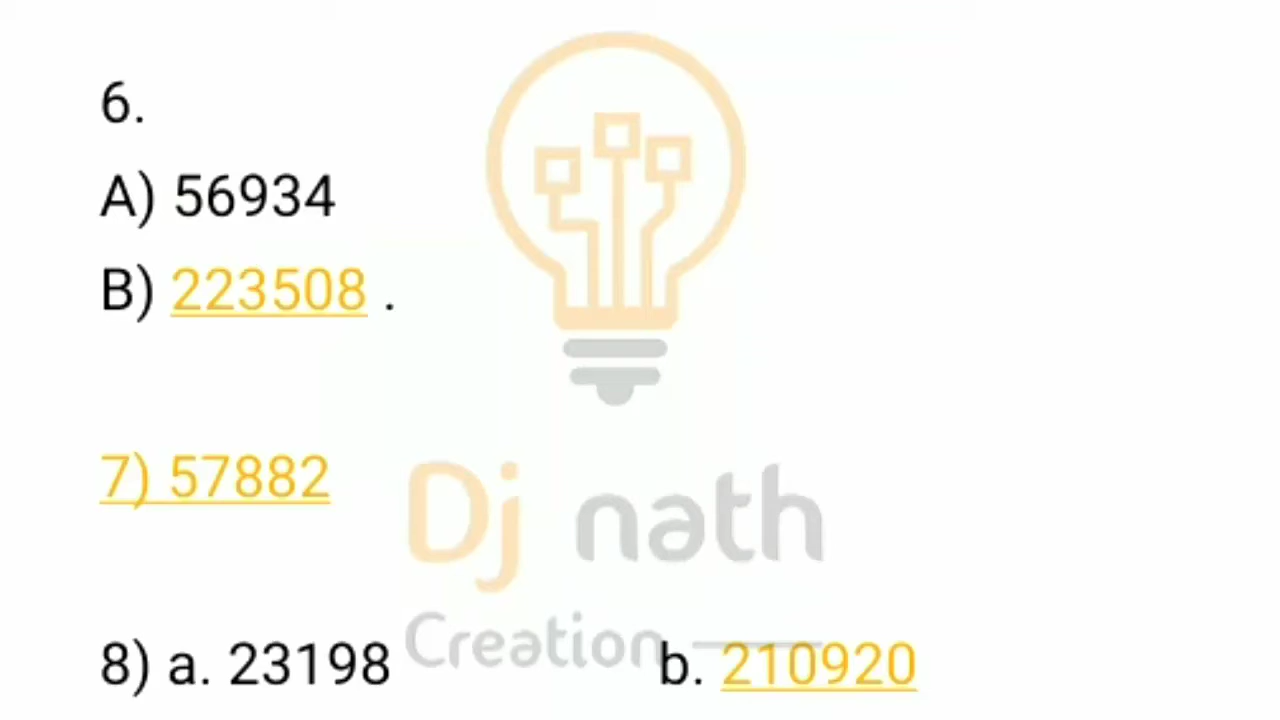 6.
A) 56934
B) 223508 .
7) 57882
Dj nath
Creation
8) a. 23198 b. 210920